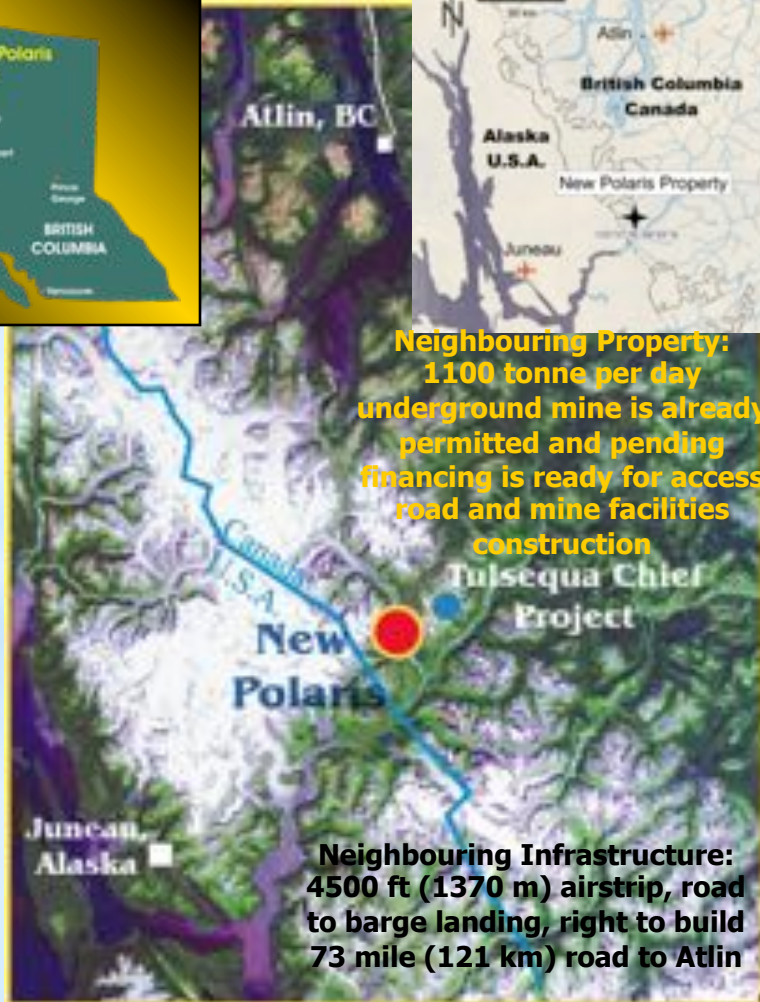 Polaris
Prince
George
BRITISH
COLUMBIA
Vancouver
N
Atlin
British Columbia
Canada
Alaska
U.S.A.
New Polaris Property
Juneau
Atlin, BC
Neighbouring Property:
1100 tonne per day
underground mine is already
permitted and pending
financing is ready for access
road and mine facilities
construction
Canada
U.S.A.
Tulsequa Chief
Project
New
Polaris
Juneau,
Alaska
Neighbouring Infrastructure:
4500 ft (1370 m) airstrip, road
to barge landing, right to build
73 mile (121 km) road to Atlin